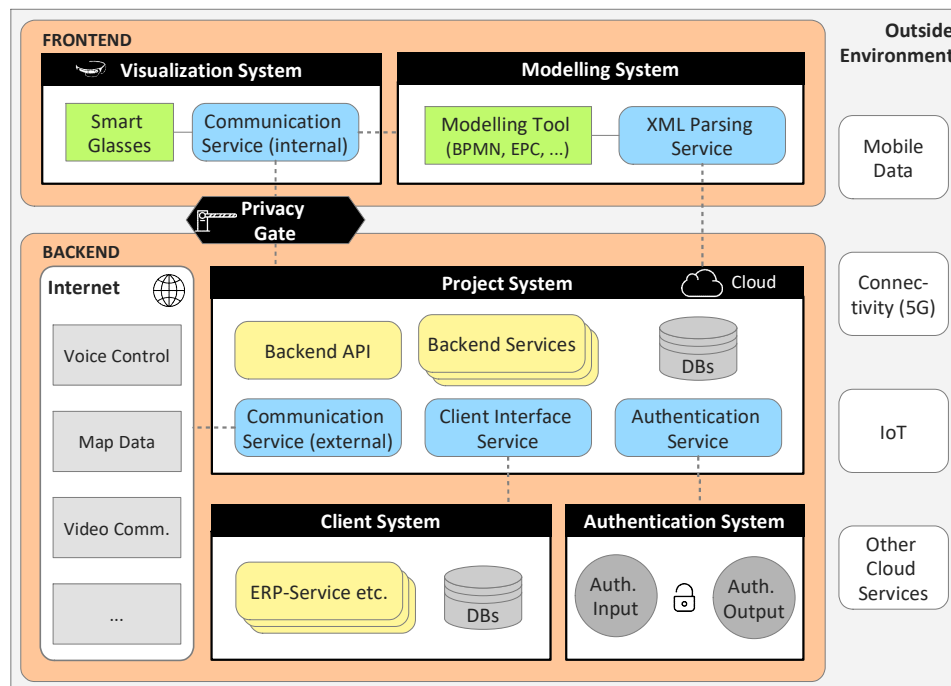 FRONTEND
Outside
Environment
Visualization System
Modelling System
Smart
Glasses
Communication
Service (internal)
Modelling Tool
(BPMN, EPC, ...)
XML Parsing
Service
Mobile
Data
Privacy
Gate
BACKEND
Internet
Project System
Cloud
Connec-
tivity (5G)
Voice Control
Backend API
Backend Services
DBs
Map Data
Communication
Service (external)
Client Interface
Service
Authentication
Service
IoT
Video Comm.
Client System
Authentication System
Other
Cloud
Services
...
ERP-Service etc.
DBs
Auth.
Input
Auth.
Output